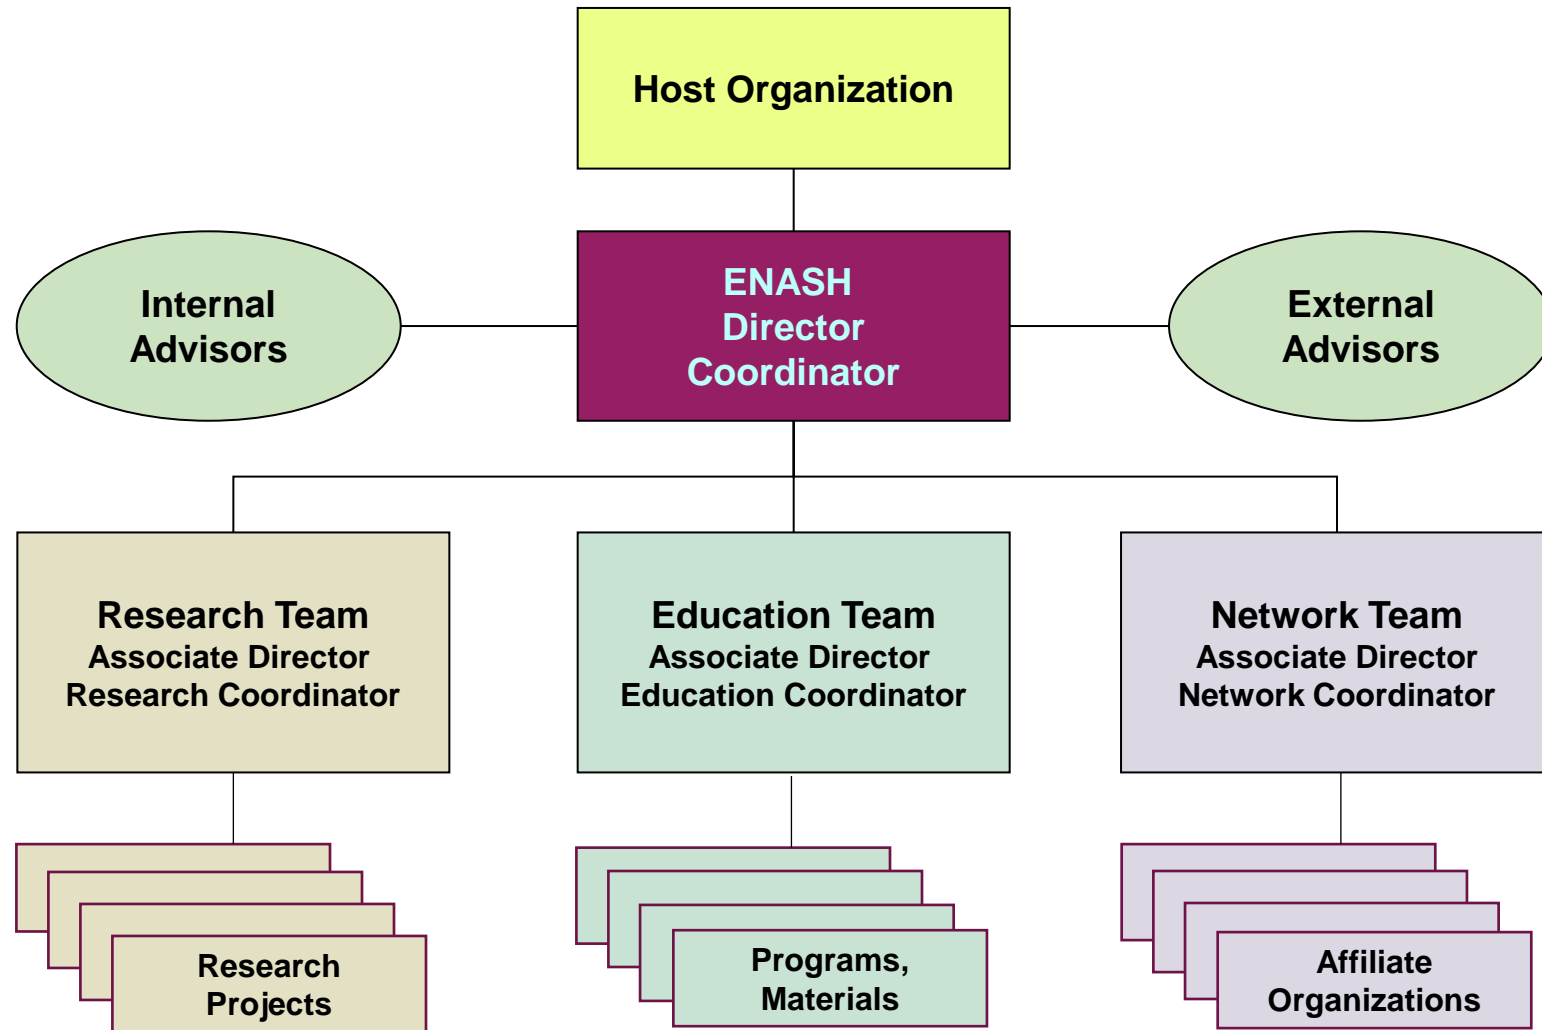 Host Organization
Internal
Advisors
ENASH
Director
Coordinator
External
Advisors
Research Team
Associate Director
Research Coordinator
Education Team
Associate Director
Education Coordinator
Network Team
Associate Director
Network Coordinator
Research
Projects
Programs,
Materials
Affiliate
Organizations